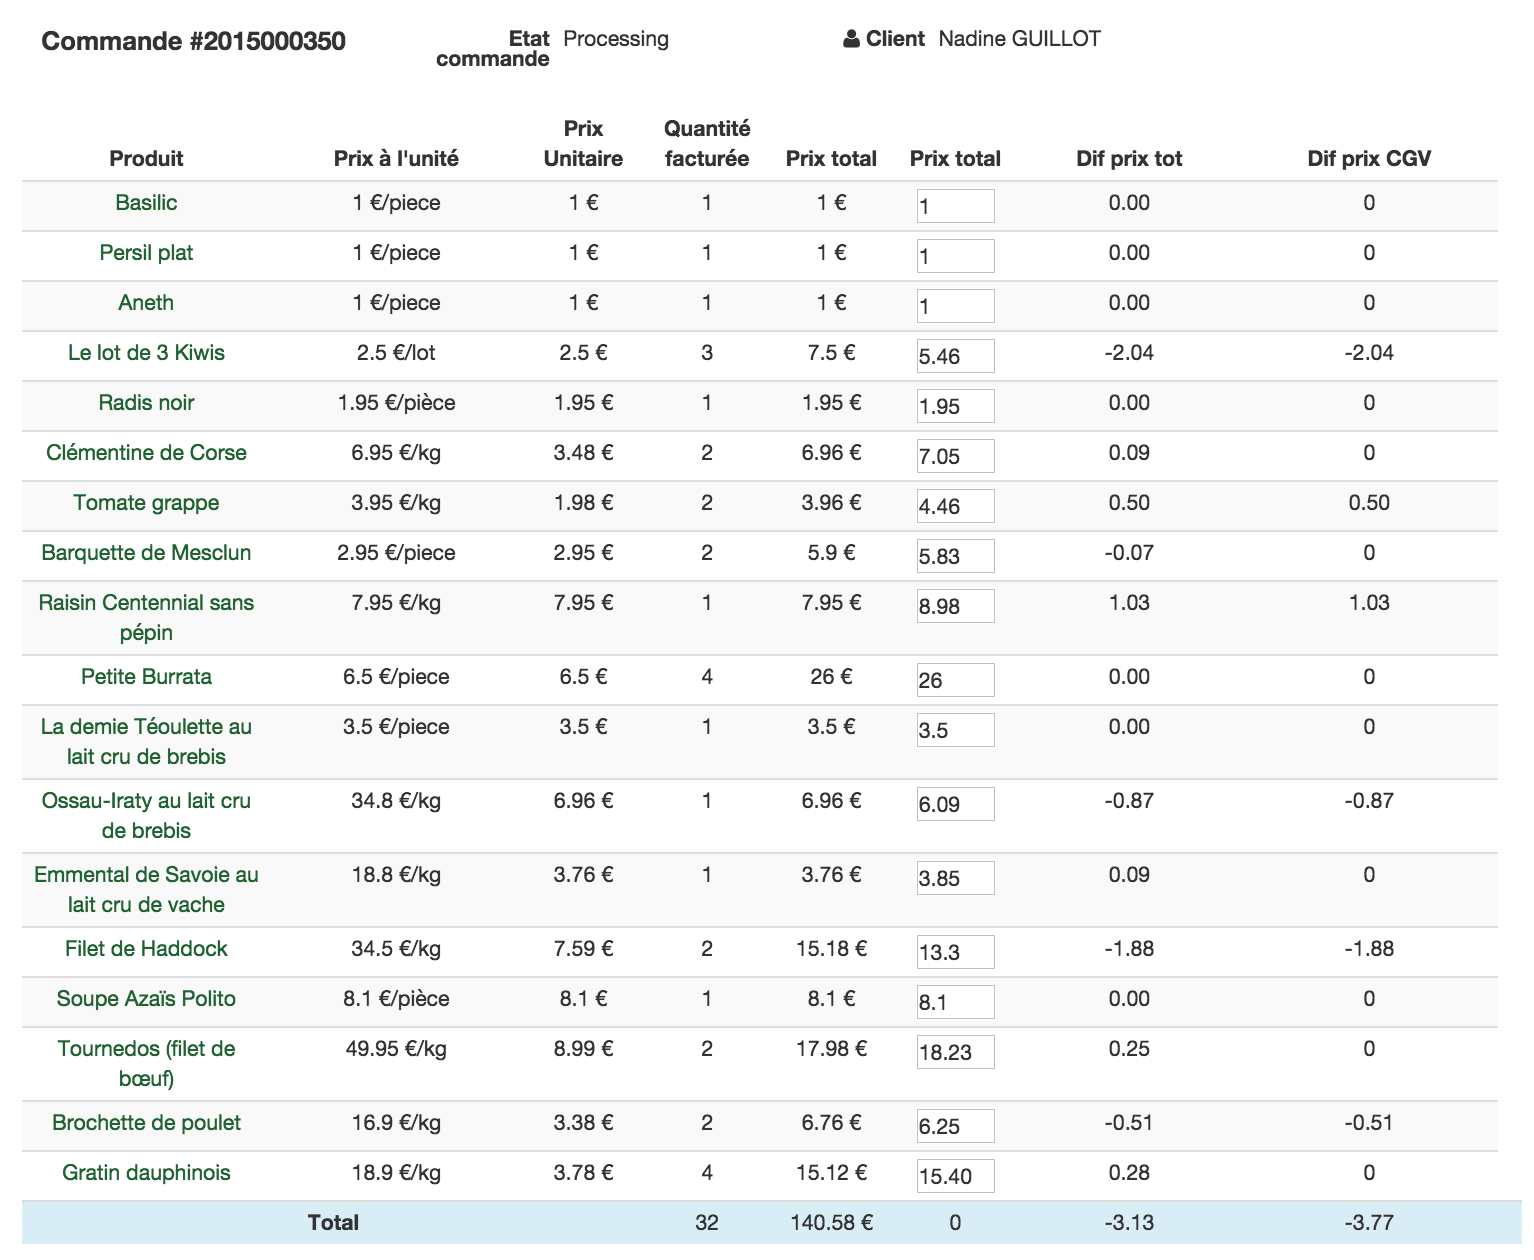 Commande #2015000350 Etat commande Processing Client Nadine GUILLOT
Produit Prix à l'unité Prix Unitaire Quantité facturée Prix total Prix total Dif prix tot Dif prix CGV
Basilic 1 €/piece 1 € 1 1 € 1 0.00 0
Persil plat 1 €/piece 1 € 1 1 € 1 0.00 0
Aneth 1 €/piece 1 € 1 1 € 1 0.00 0
Le lot de 3 Kiwis 2.5 €/lot 2.5 € 3 7.5 € 5.46 -2.04 -2.04
Radis noir 1.95 €/pièce 1.95 € 1 1.95 € 1.95 0.00 0
Clémentine de Corse 6.95 €/kg 3.48 € 2 6.96 € 7.05 0.09 0
Tomate grappe 3.95 €/kg 1.98 € 2 3.96 € 4.46 0.50 0.50
Barquette de Mesclun 2.95 €/piece 2.95 € 2 5.9 € 5.83 -0.07 0
Raisin Centennial sans pépin 7.95 €/kg 7.95 € 1 7.95 € 8.98 1.03 1.03
Petite Burrata 6.5 €/piece 6.5 € 4 26 € 26 0.00 0
La demie Téoulette au lait cru de brebis 3.5 €/piece 3.5 € 1 3.5 € 3.5 0.00 0
Ossau-Iraty au lait cru de brebis 34.8 €/kg 6.96 € 1 6.96 € 6.09 -0.87 -0.87
Emmental de Savoie au lait cru de vache 18.8 €/kg 3.76 € 1 3.76 € 3.85 0.09 0
Filet de Haddock 34.5 €/kg 7.59 € 2 15.18 € 13.3 -1.88 -1.88
Soupe Azaïs Polito 8.1 €/pièce 8.1 € 1 8.1 € 8.1 0.00 0
Tournedos (filet de bœuf) 49.95 €/kg 8.99 € 2 17.98 € 18.23 0.25 0
Brochette de poulet 16.9 €/kg 3.38 € 2 6.76 € 6.25 -0.51 -0.51
Gratin dauphinois 18.9 €/kg 3.78 € 4 15.12 € 15.40 0.28 0
Total 32 140.58 € 0 -3.13 -3.77